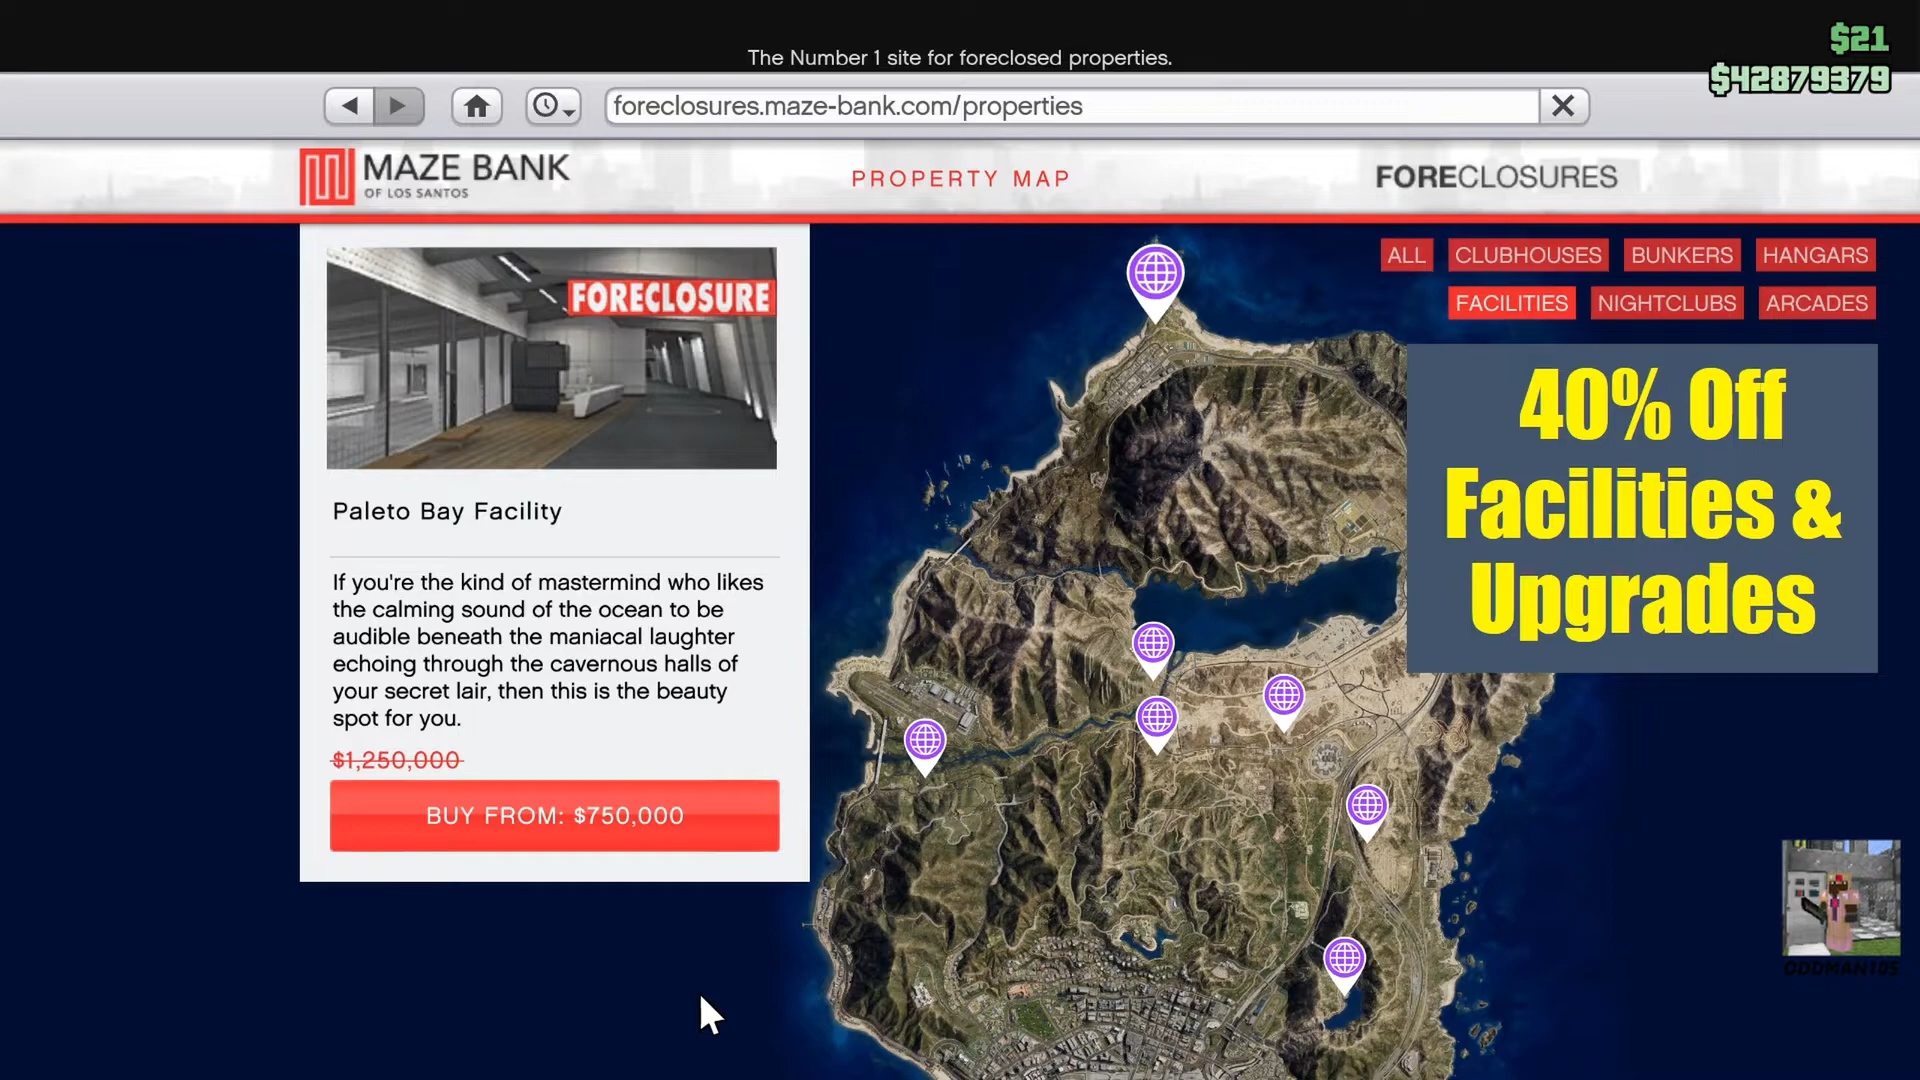 The Number 1 site for foreclosed properties.
$21
$42879379
foreclosures.maze-bank.com/properties
MAZE BANK
OF LOS SANTOS
PROPERTY MAP
FORECLOSURES
ALL CLUBHOUSES BUNKERS HANGARS
FACILITIES NIGHTCLUBS ARCADES
FORECLOSURE
Paleto Bay Facility
If you're the kind of mastermind who likes
the calming sound of the ocean to be
audible beneath the maniacal laughter
echoing through the cavernous halls of
your secret lair, then this is the beauty
spot for you.
$1,250,000
BUY FROM: $750,000
40% Off
Facilities &
Upgrades
ODDMAN105